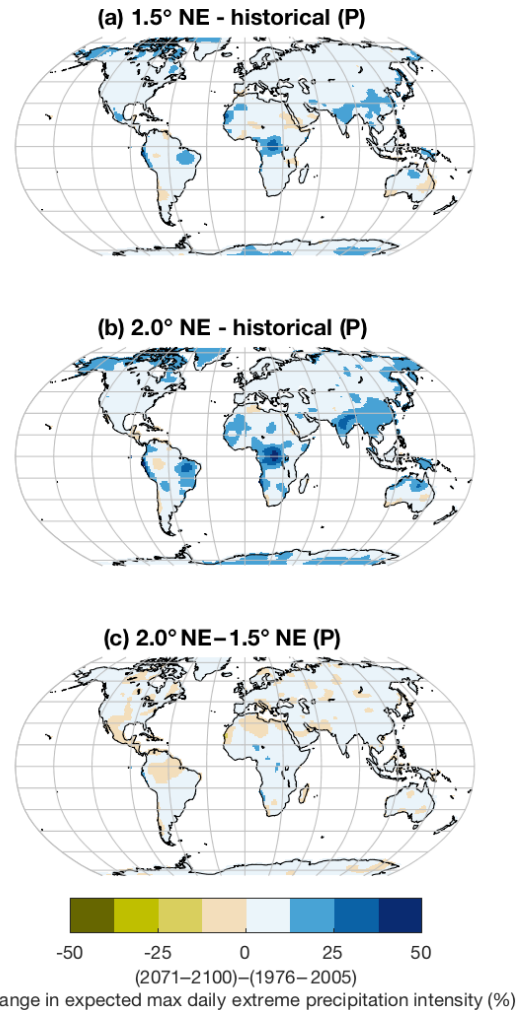 (a) 1.5° NE - historical (P)
(b) 2.0° NE - historical (P)
(c) 2.0° NE−1.5° NE (P)
-50 -25 0 25 50
(2071−2100)−(1976−2005)
ange in expected max daily extreme precipitation intensity (%)